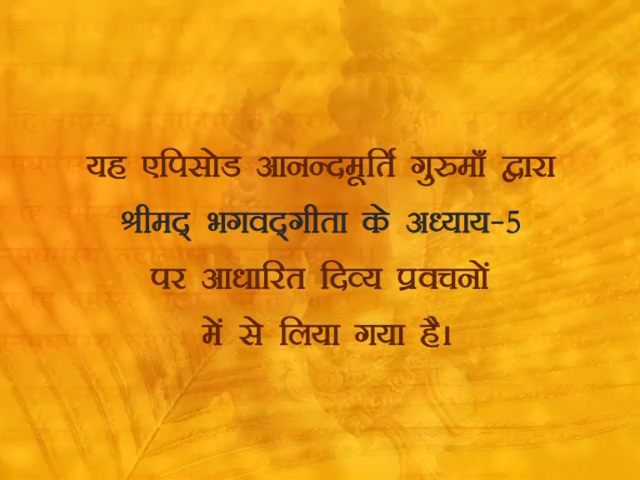 यह एपिसोड आनन्दमूर्ति गुरुमाँ द्वारा
श्रीमद् भगवद्‌गीता के अध्याय-5
पर आधारित दिव्य प्रवचनों
में से लिया गया है।